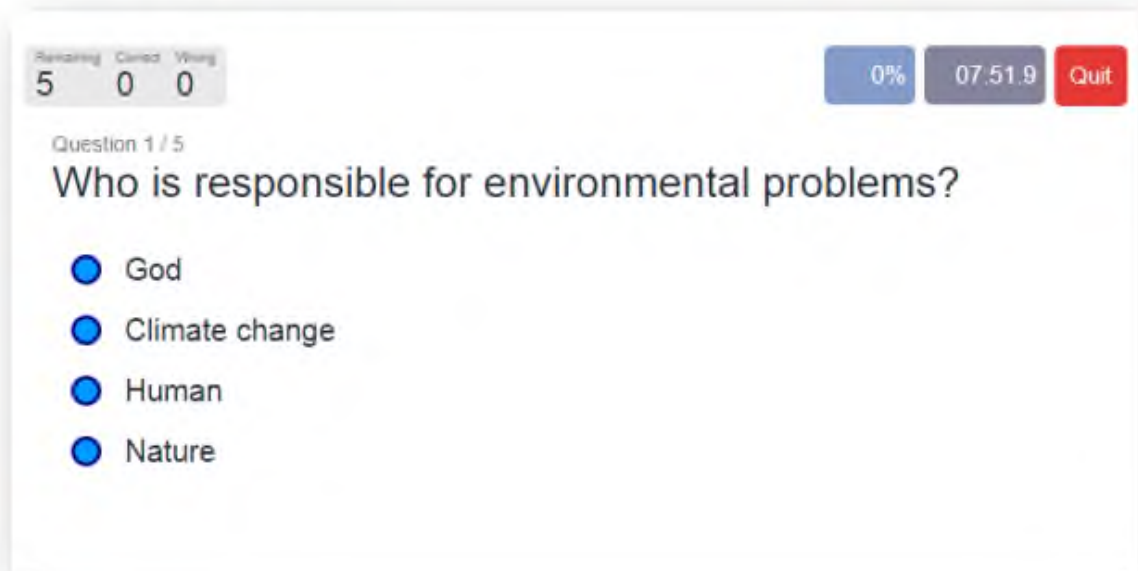 Remaining Correct Wrong
5 0 0
0% 07:51.9 Quit
Question 1 / 5
Who is responsible for environmental problems?
God
Climate change
Human
Nature